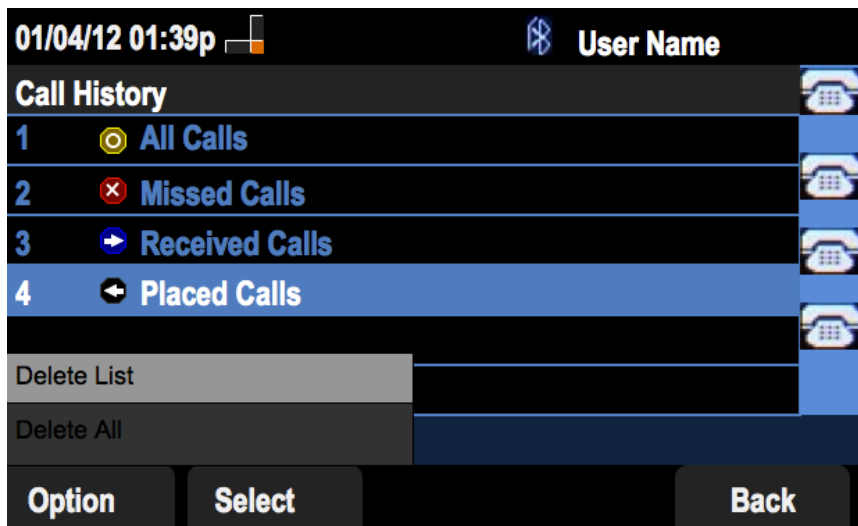 01/04/12 01:39p User Name
Call History
1 All Calls
2 Missed Calls
3 Received Calls
4 Placed Calls
Delete List
Delete All
Option Select Back